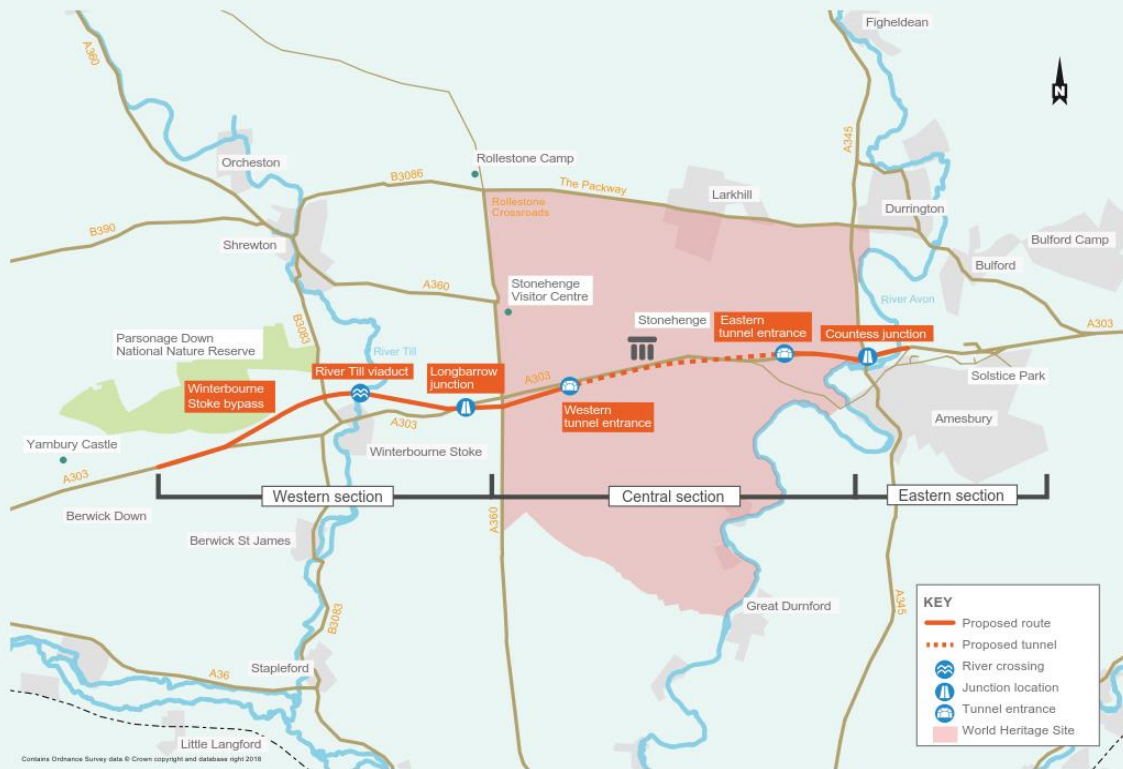 Figheldean
A360
N
A345
Orcheston
Rollestone Camp
B3086
The Packway
Larkhill
Rollestone
Crossroads
Durrington
B390
Shrewton
Bulford Camp
Bulford
A360
Stonehenge
Visitor Centre
River Avon
B3083
Stonehenge
Eastern
tunnel entrance
Countess junction
A303
Parsonage Down
National Nature Reserve
River Till
River Till viaduct
Longbarrow
junction
A303
Solstice Park
Winterbourne
Stoke bypass
Western
tunnel entrance
Amesbury
A303
Yarnbury Castle
Winterbourne Stoke
A303
Western section
Central section
Eastern section
Berwick Down
A360
Berwick St James
KEY
Proposed route
Proposed tunnel
River crossing
Junction location
Tunnel entrance
World Heritage Site
Great Durnford
A345
B3083
Stapleford
A36
Little Langford
Contains Ordnance Survey data © Crown copyright and database right 2018